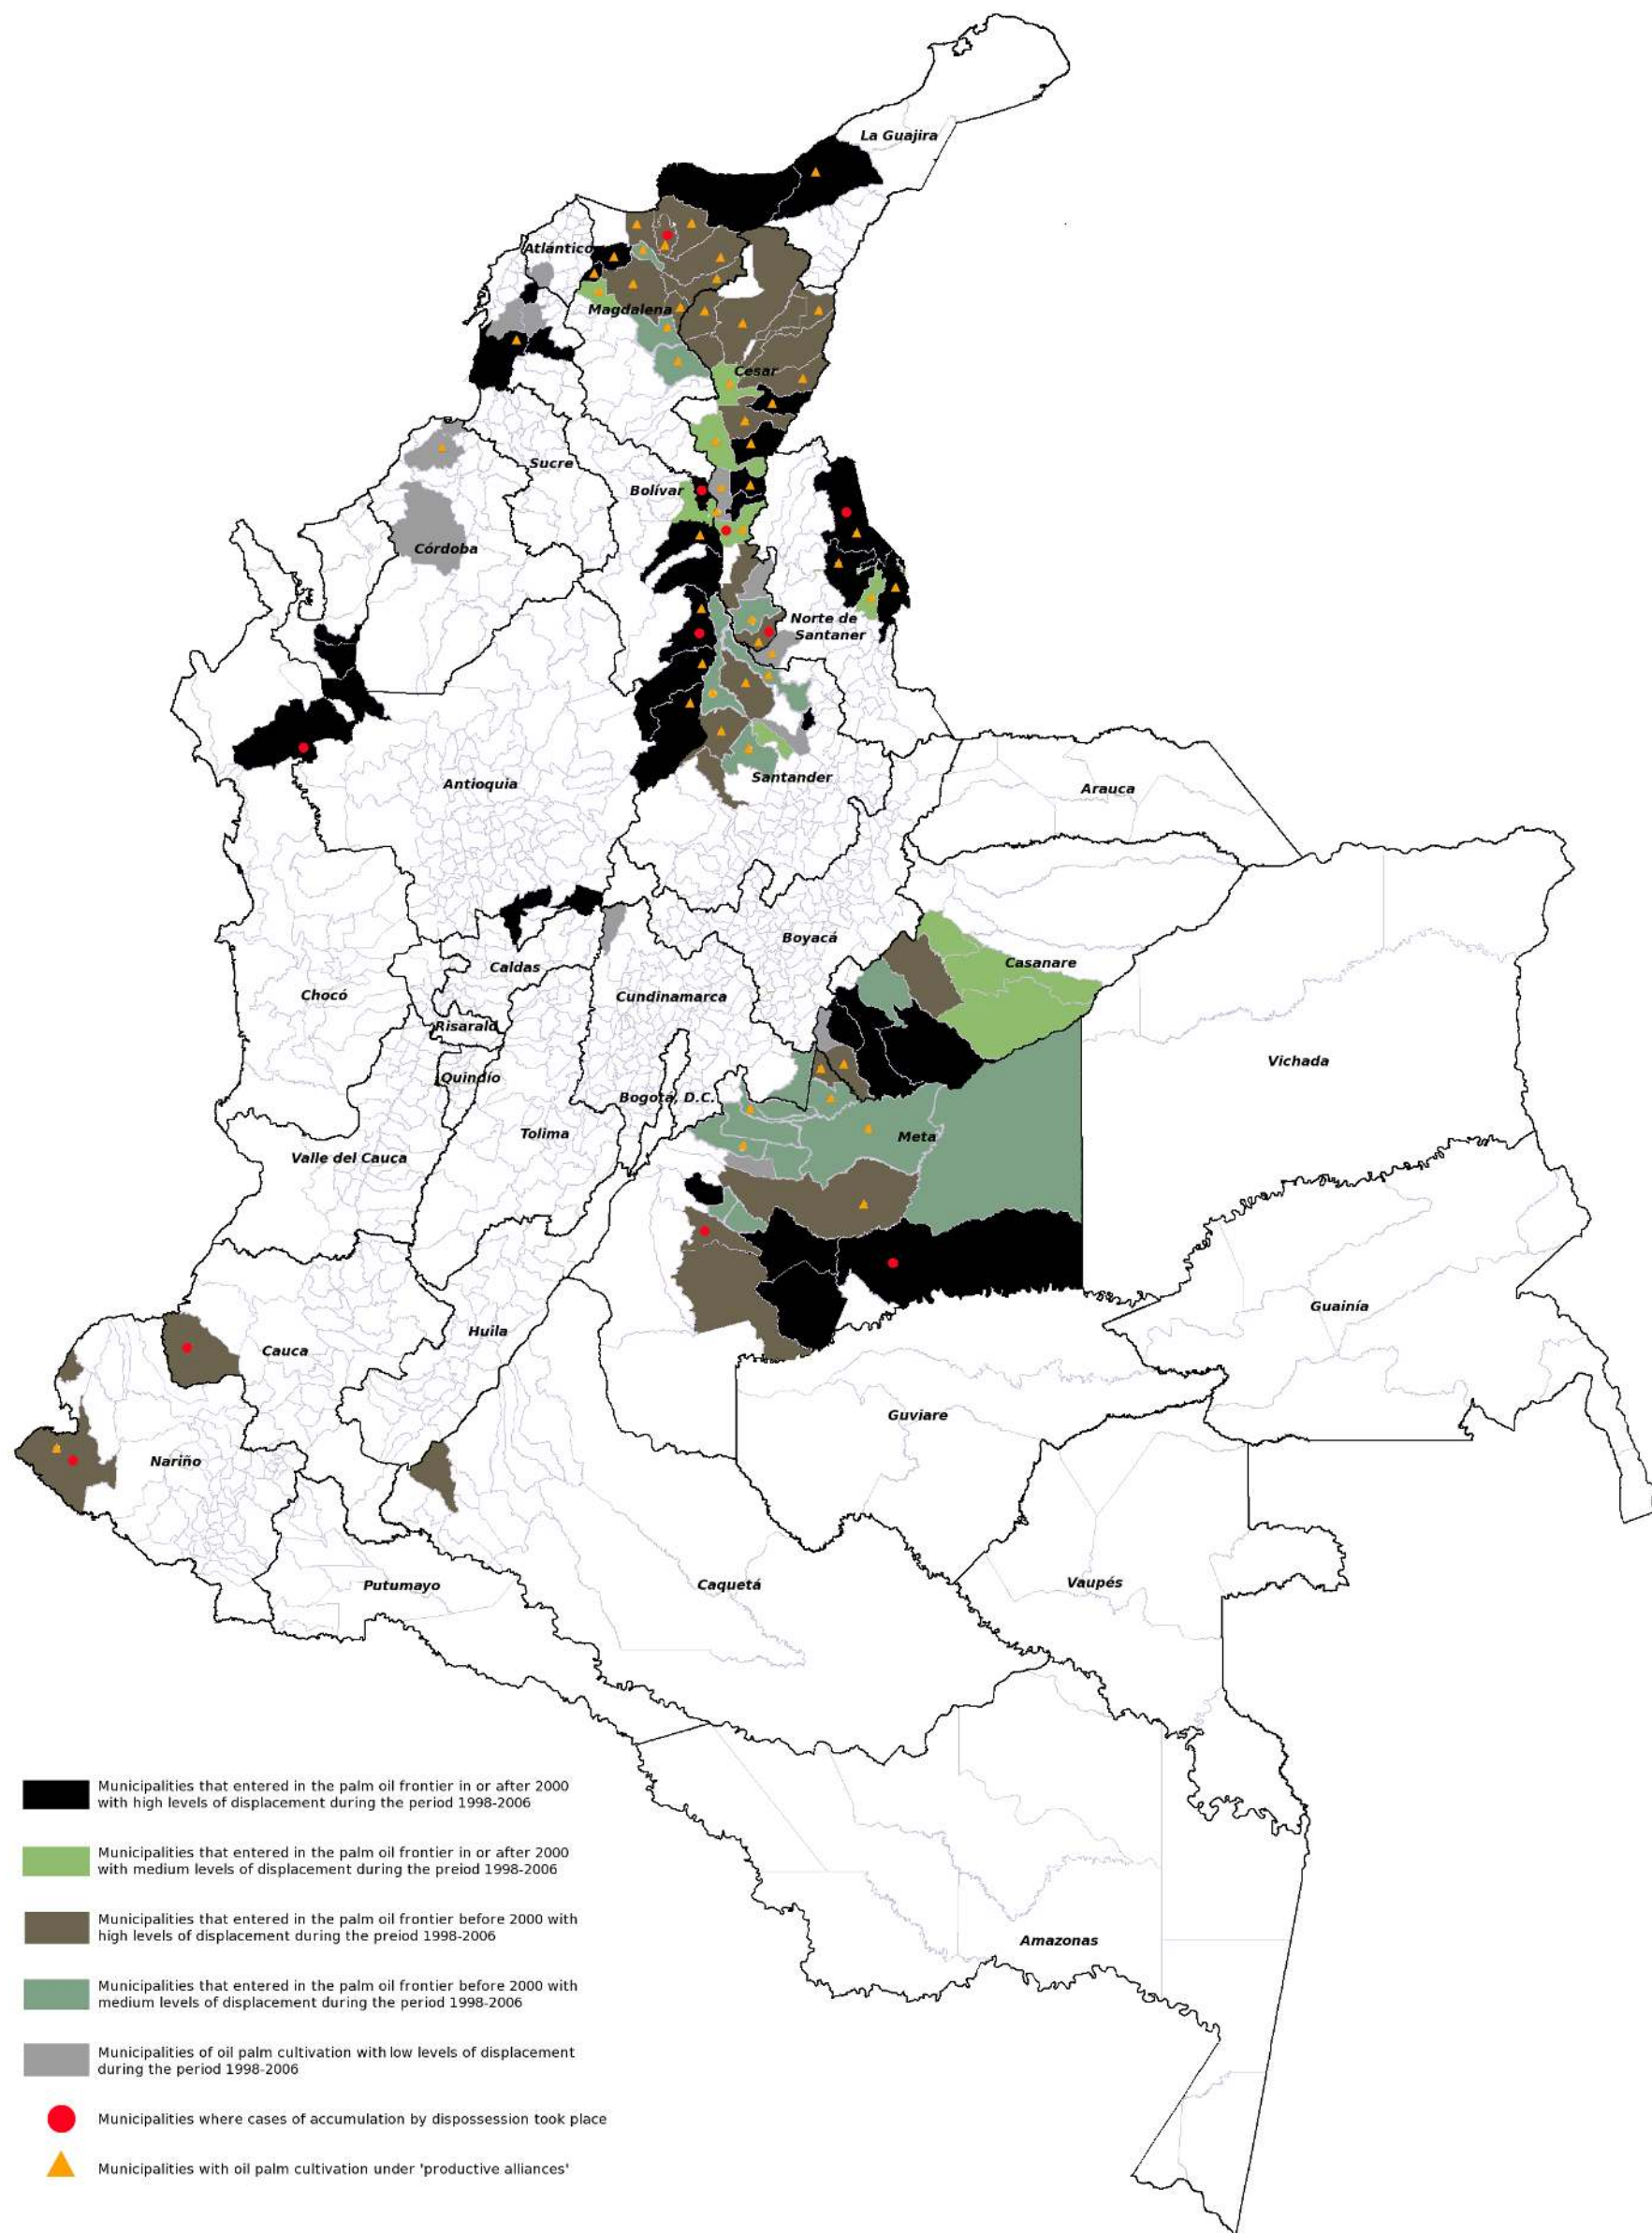 La Guajira
Atlántico
Magdalena
Cesar
Sucre
Bolívar
Córdoba
Norte de
Santaner
Antioquia
Santander
Arauca
Boyacá
Casanare
Caldas
Chocó
Cundinamarca
Risarald
Vichada
Quindío
Bogotá, D.C.
Tolima
Meta
Valle del Cauca
Guainía
Huila
Cauca
Guviare
Nariño
Putumayo
Caquetá
Vaupés
Municipalities that entered in the palm oil frontier in or after 2000
with high levels of displacement during the period 1998-2006
Municipalities that entered in the palm oil frontier in or after 2000
with medium levels of displacement during the preiod 1998-2006
Municipalities that entered in the palm oil frontier before 2000 with
high levels of displacement during the preiod 1998-2006
Amazonas
Municipalities that entered in the palm oil frontier before 2000 with
medium levels of displacement during the period 1998-2006
Municipalities of oil palm cultivation with low levels of displacement
during the period 1998-2006
Municipalities where cases of accumulation by dispossession took place
Municipalities with oil palm cultivation under 'productive alliances'